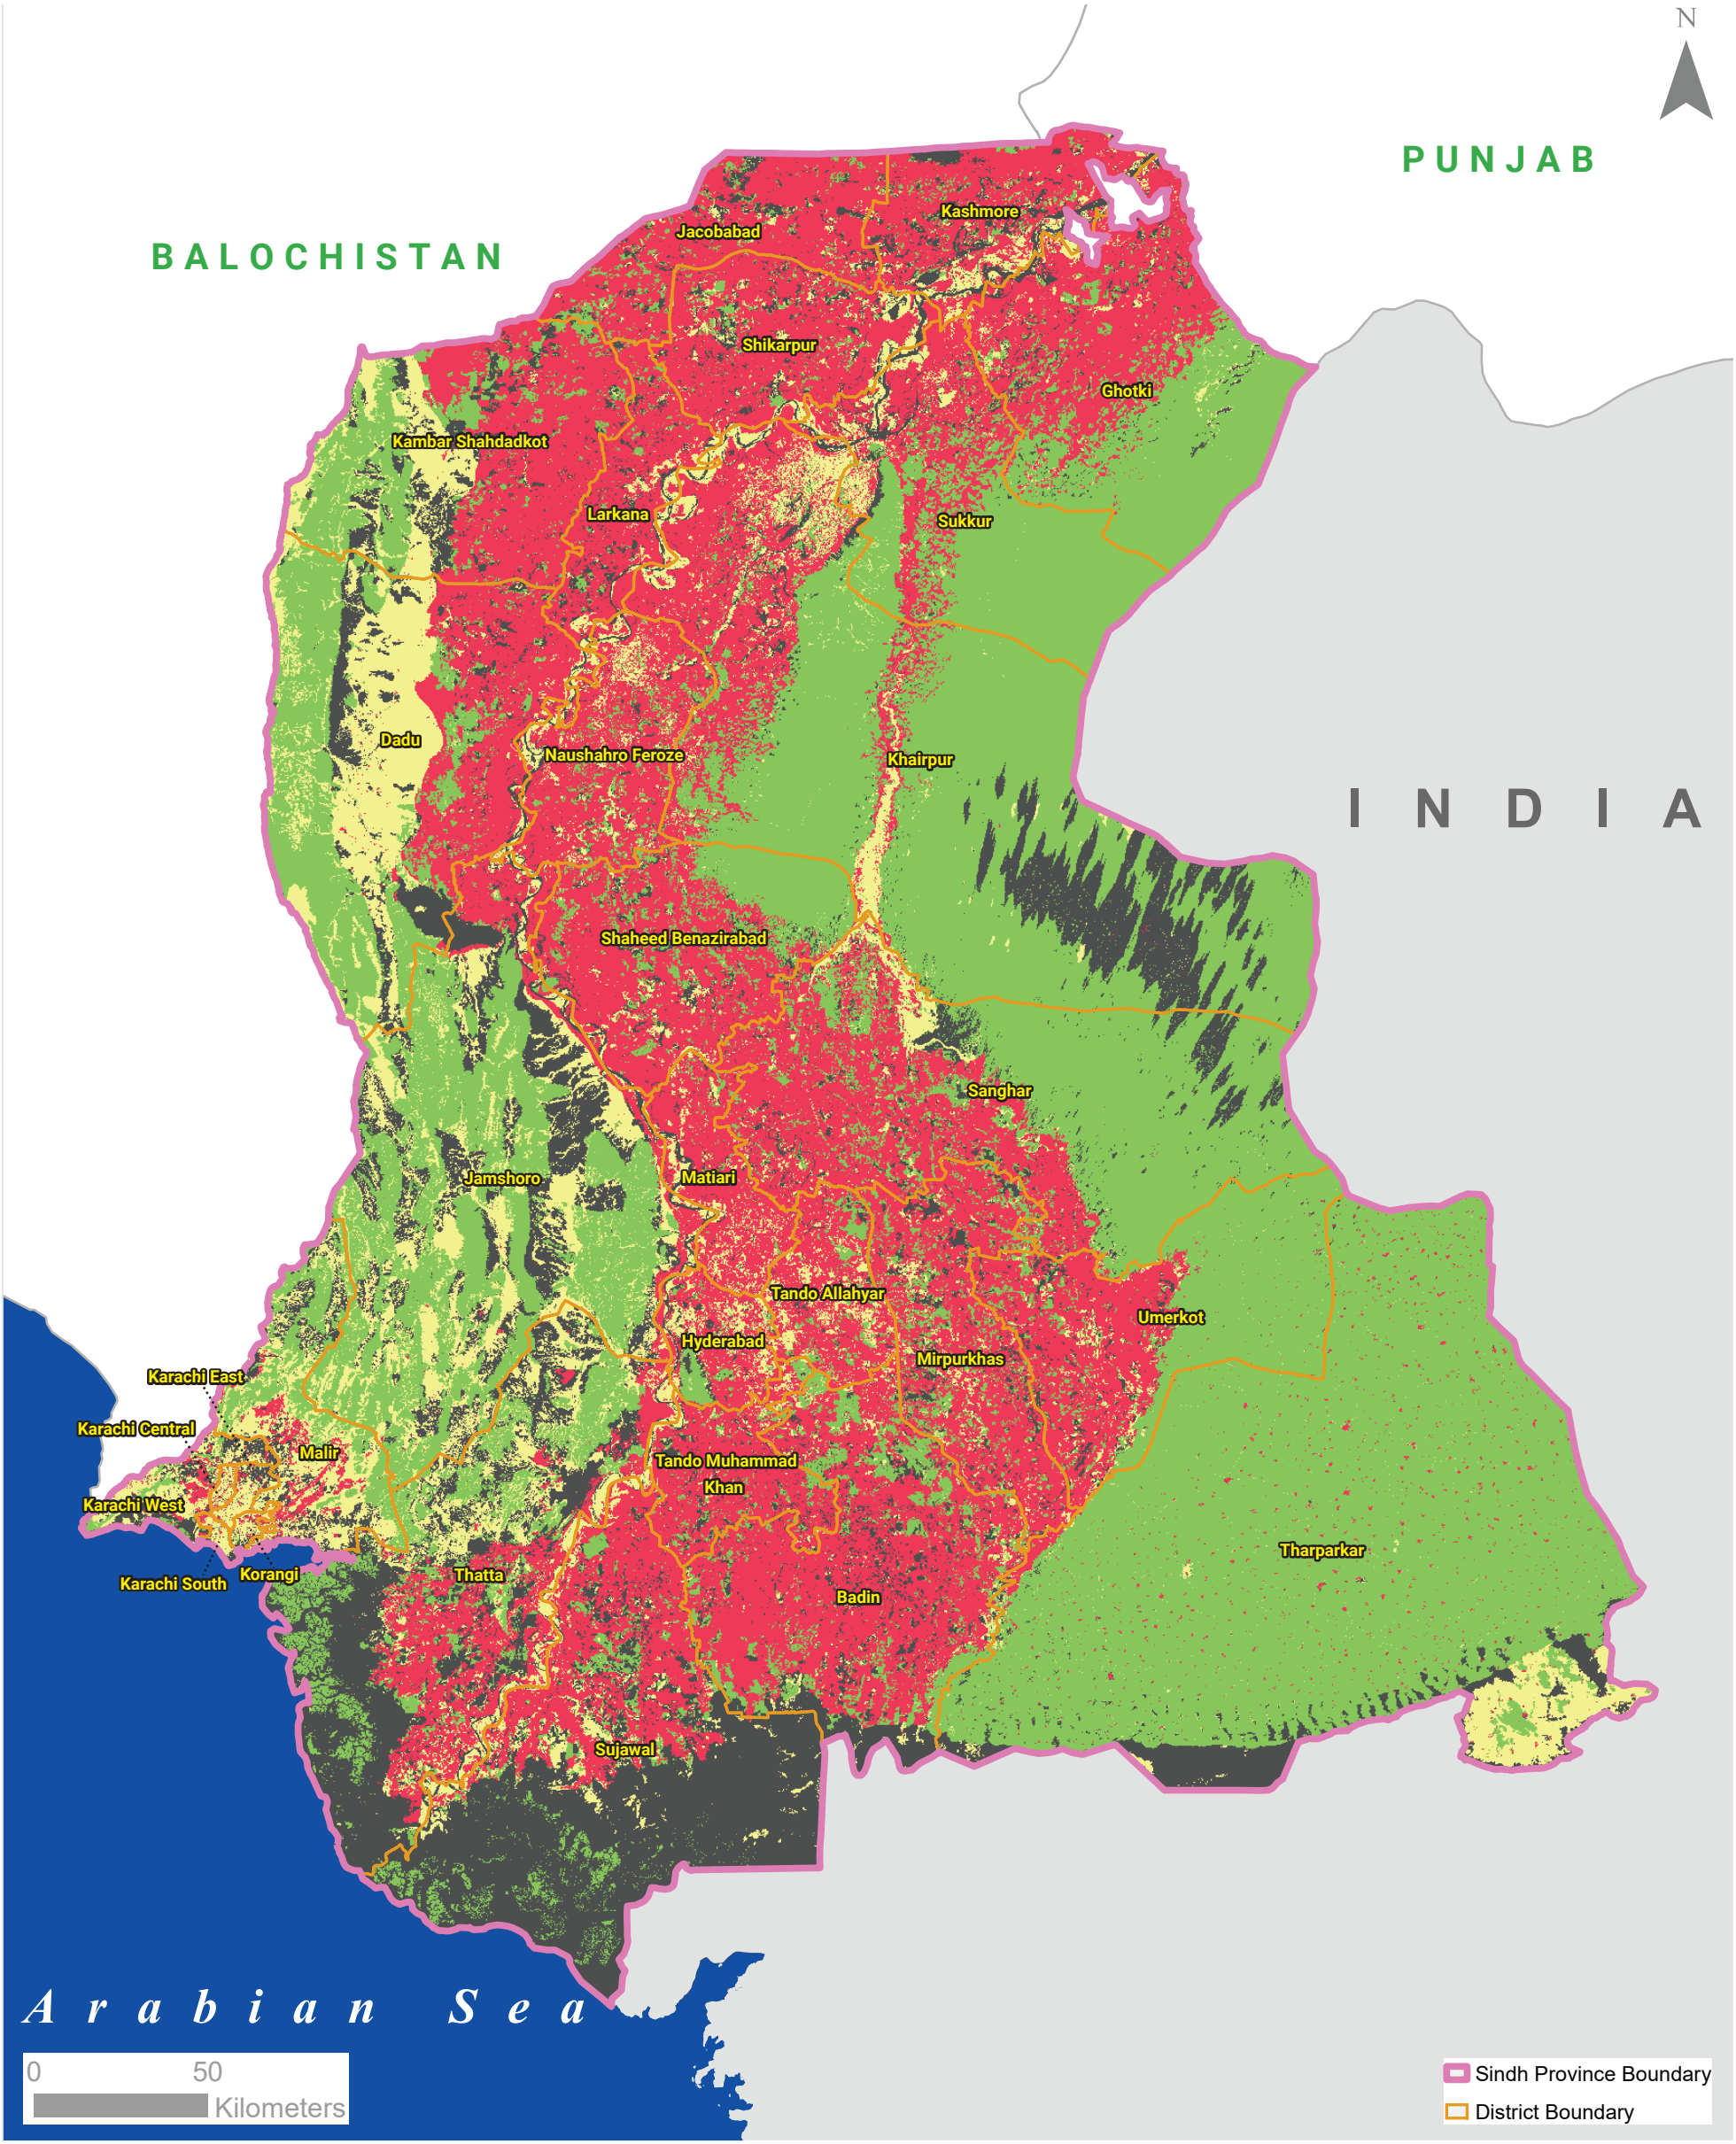 N
PUNJAB
BALOCHISTAN
Kashmore
Jacobabad
Shikarpur
Ghotki
Kambar Shahdadkot
Larkana
Sukkur
Dadu
Naushahro Feroze
Khairpur
INDIA
Shaheed Benazirabad
Sanghar
Jamshoro
Matiari
Tando Allahyar
Umerkot
Hyderabad
Mirpurkhas
Karachi East
Karachi Central
Malir
Tando Muhammad
Khan
Karachi West
Tharparkar
Korangi
Karachi South
Thatta
Badin
Sujawal
Arabian Sea
0 50
Kilometers
Sindh Province Boundary
District Boundary